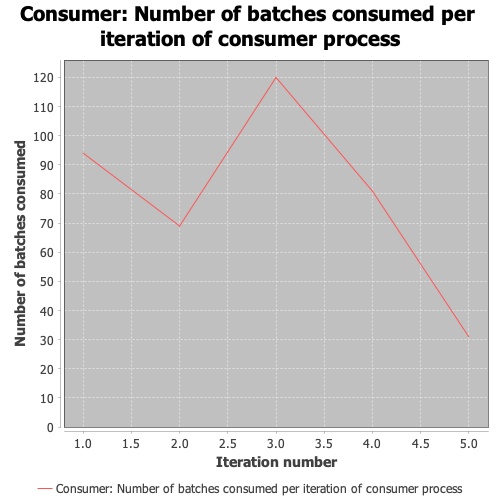 Consumer: Number of batches consumed per
iteration of consumer process
Number of batches consumed
120
110
100
90
80
70
60
50
40
30
20
10
0
1.0 1.5 2.0 2.5 3.0 3.5 4.0 4.5 5.0
Iteration number
Consumer: Number of batches consumed per iteration of consumer process